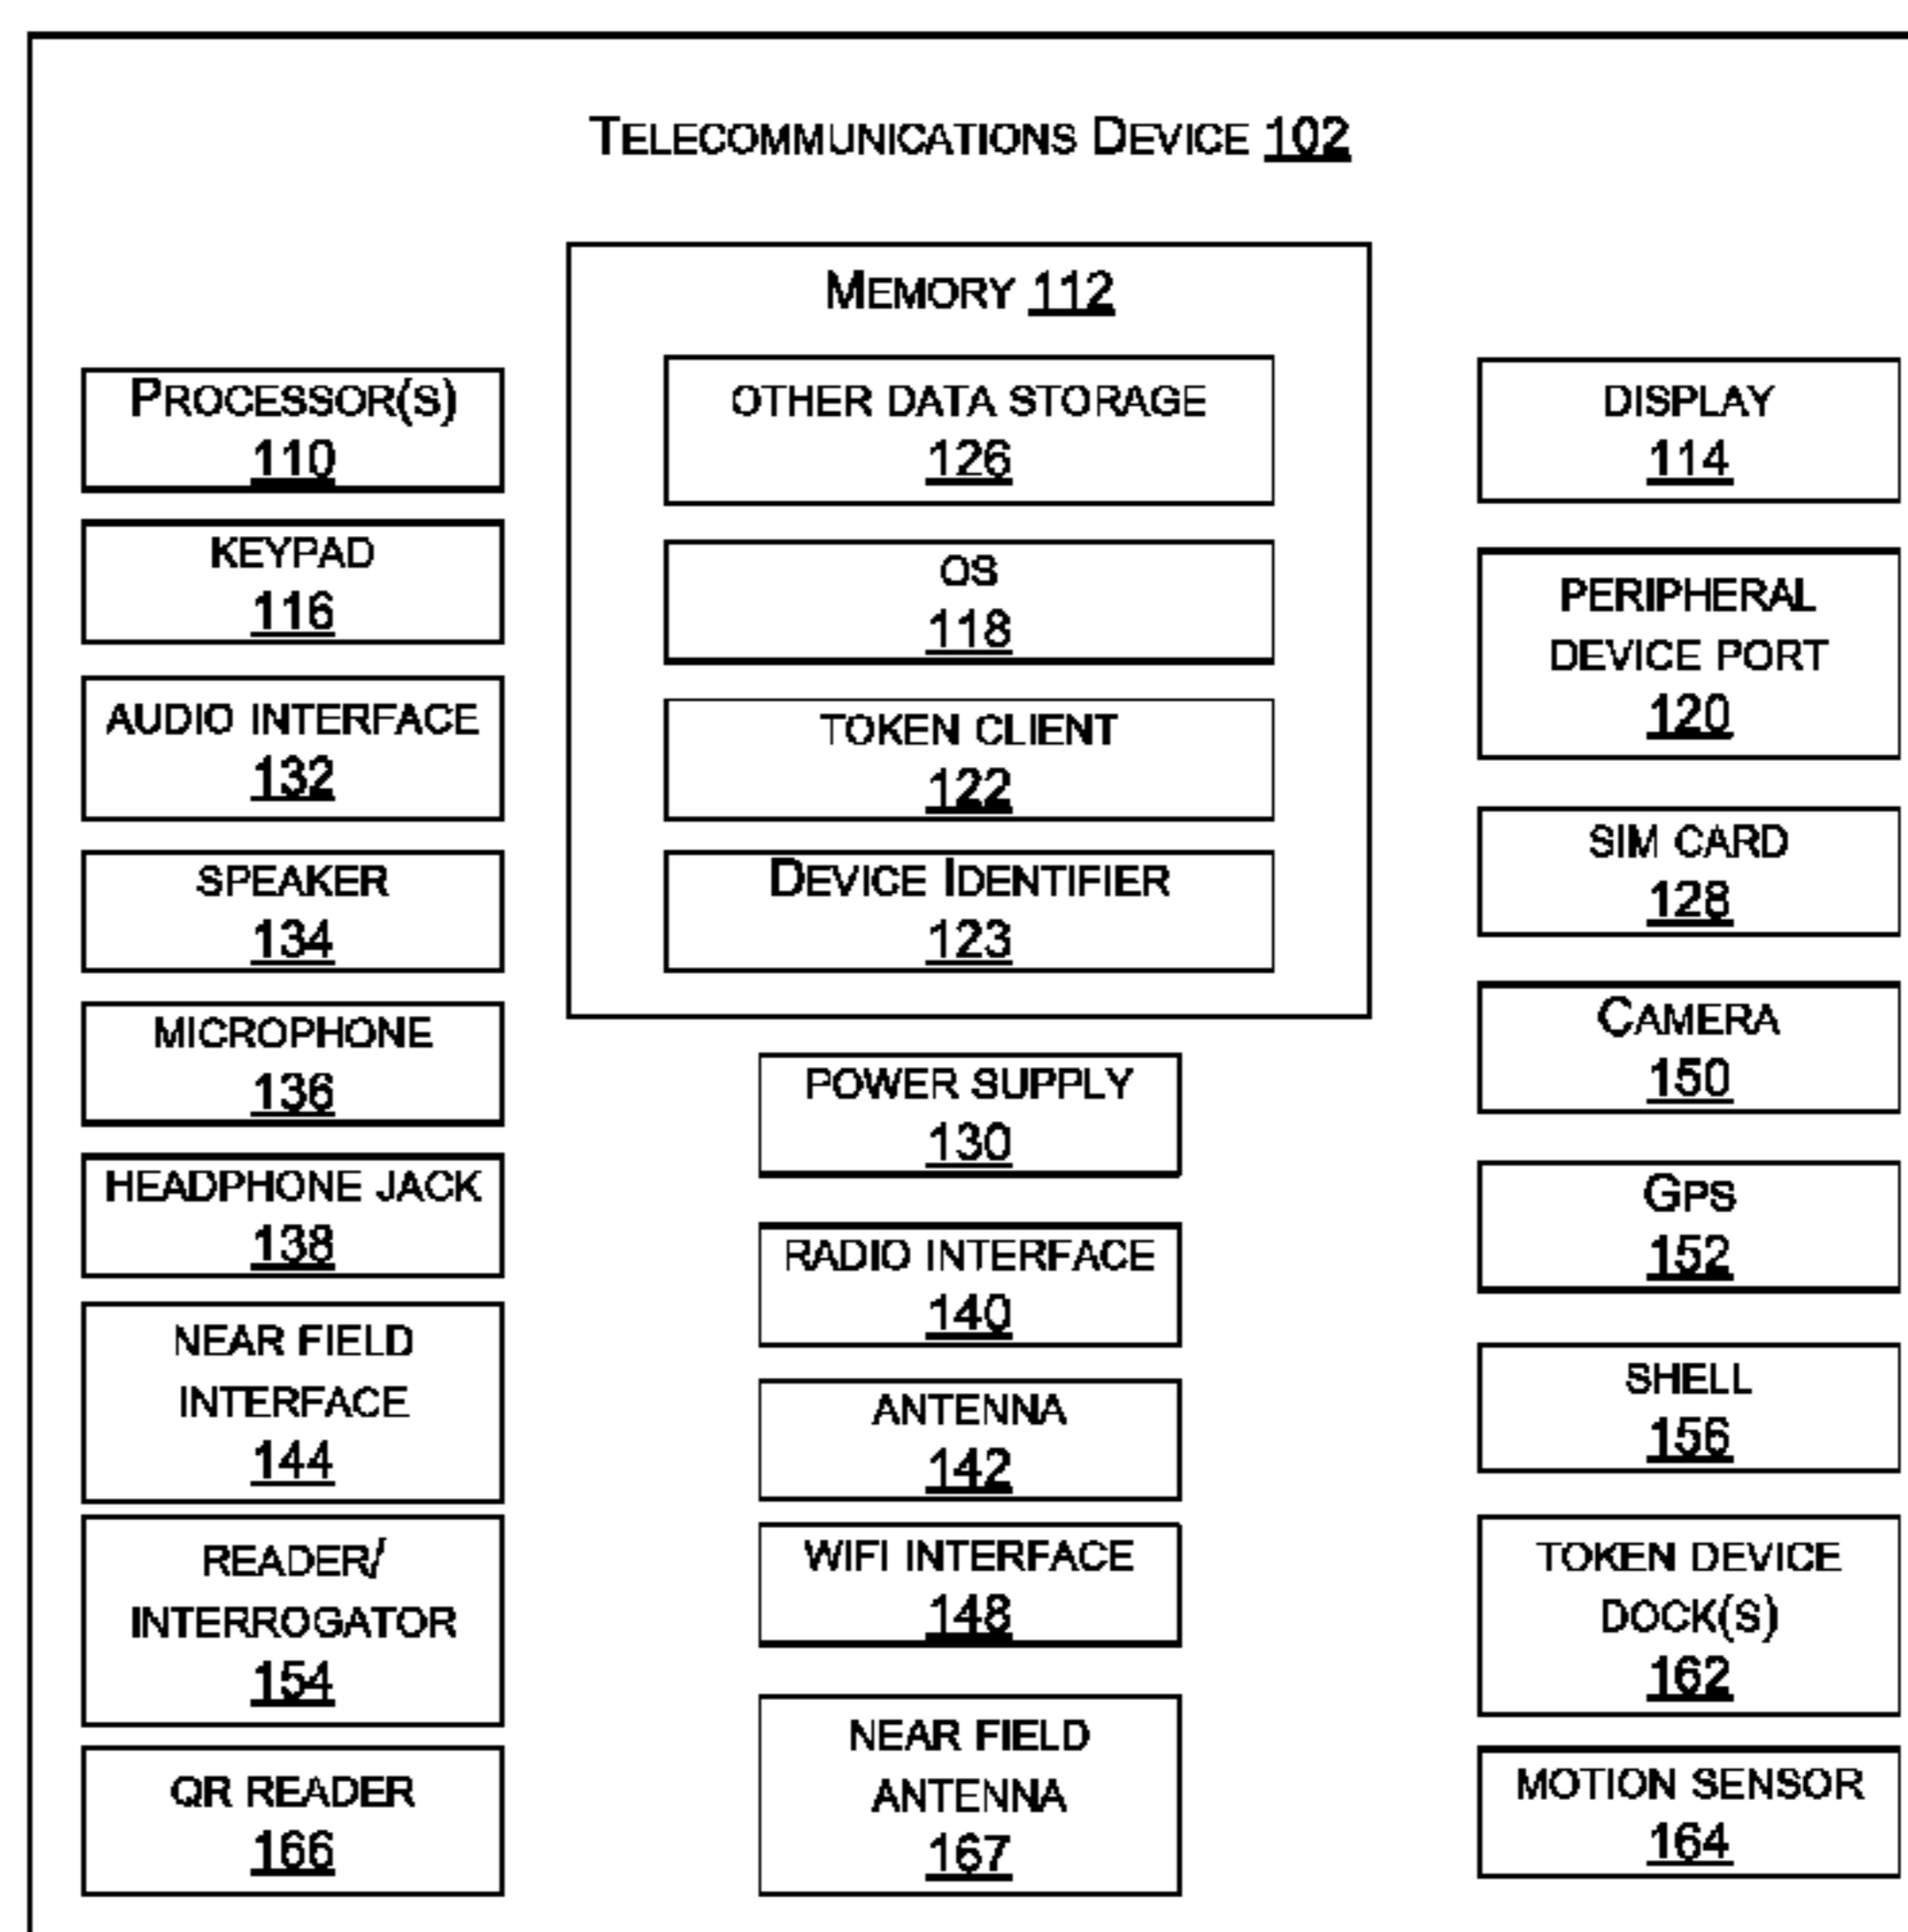 TELECOMMUNICATIONS DEVICE 102
MEMORY 112
OTHER DATA STORAGE
126
OS
118
TOKEN CLIENT
122
DEVICE IDENTIFIER
123
PROCESSOR(S)
110
KEYPAD
116
AUDIO INTERFACE
132
SPEAKER
134
MICROPHONE
136
HEADPHONE JACK
138
NEAR FIELD
INTERFACE
144
READER/
INTERROGATOR
154
QR READER
166
POWER SUPPLY
130
RADIO INTERFACE
140
ANTENNA
142
WIFI INTERFACE
148
NEAR FIELD
ANTENNA
167
DISPLAY
114
PERIPHERAL
DEVICE PORT
120
SIM CARD
128
CAMERA
150
GPS
152
SHELL
156
TOKEN DEVICE
DOCK(S)
162
MOTION SENSOR
164